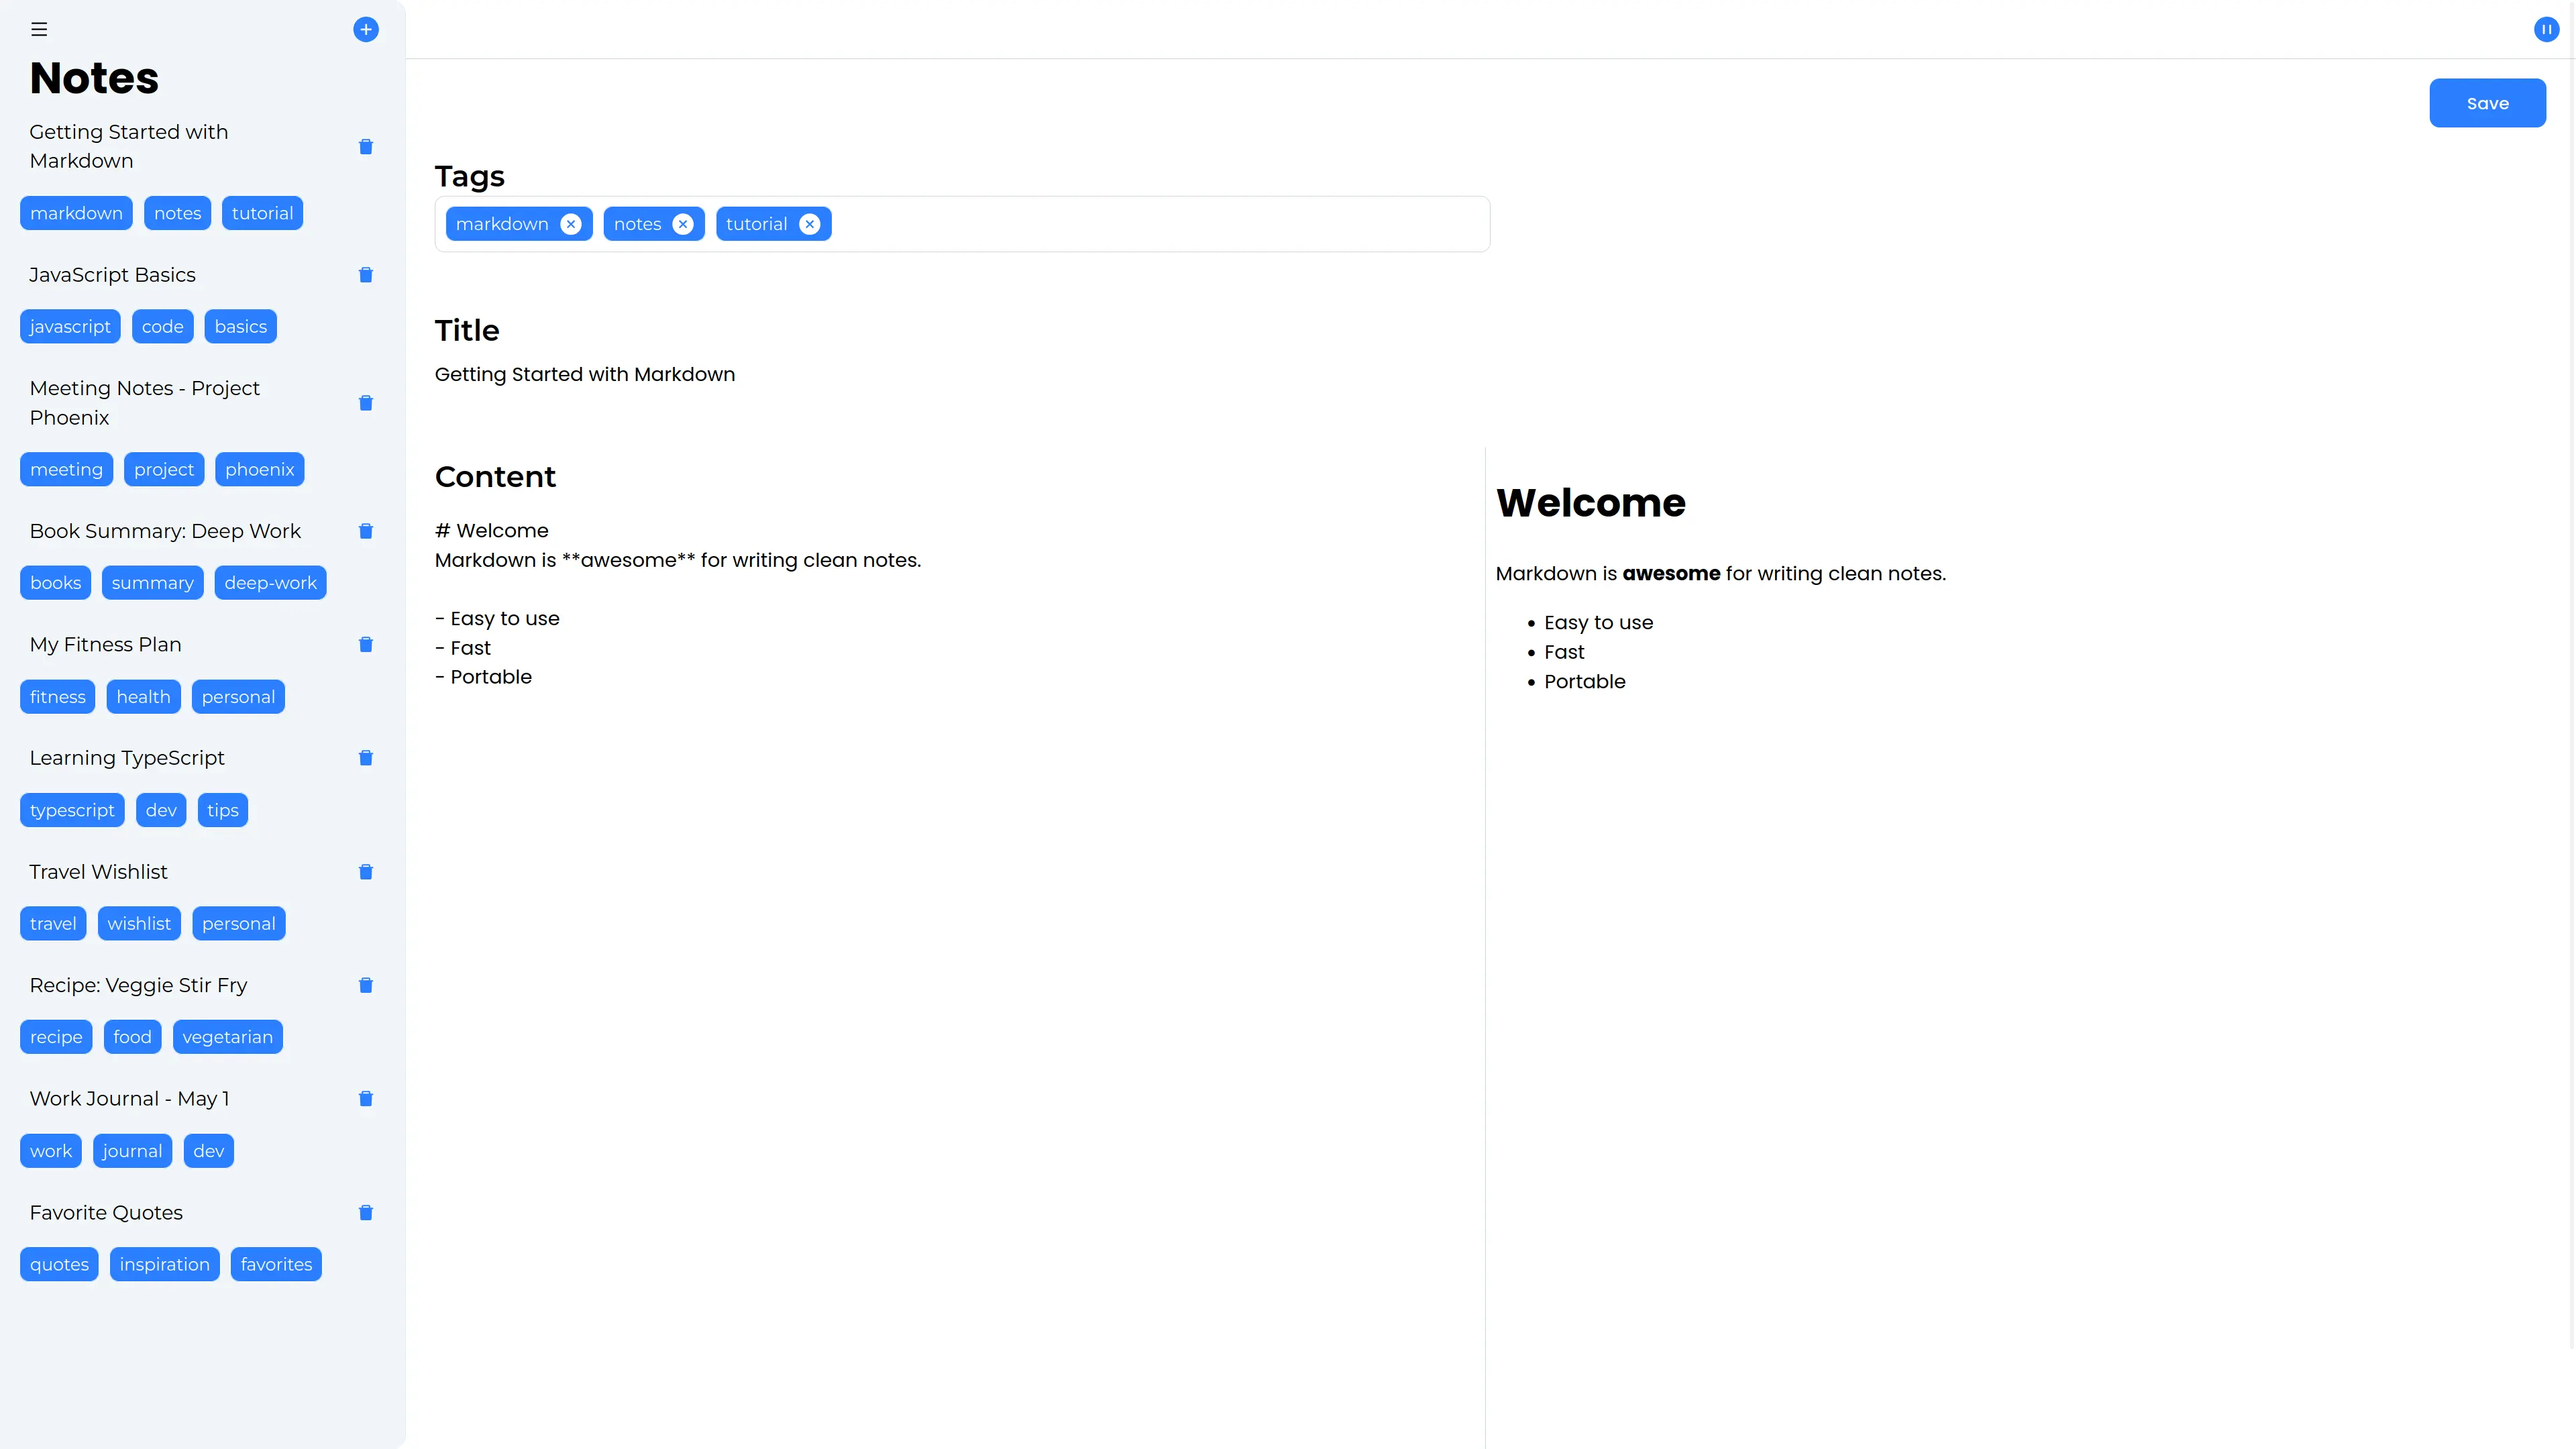 Notes
Getting Started with
Markdown
markdown notes tutorial
JavaScript Basics
javascript code basics
Meeting Notes - Project
Phoenix
meeting project phoenix
Book Summary: Deep Work
books summary deep-work
My Fitness Plan
fitness health personal
Learning TypeScript
typescript dev tips
Travel Wishlist
travel wishlist personal
Recipe: Veggie Stir Fry
recipe food vegetarian
Work Journal - May 1
work journal dev
Favorite Quotes
quotes inspiration favorites
Save
Tags
markdown notes tutorial
Title
Getting Started with Markdown
Content
# Welcome
Markdown is **awesome** for writing clean notes.
- Easy to use
- Fast
- Portable
Welcome
Markdown is awesome for writing clean notes.
• Easy to use
• Fast
• Portable